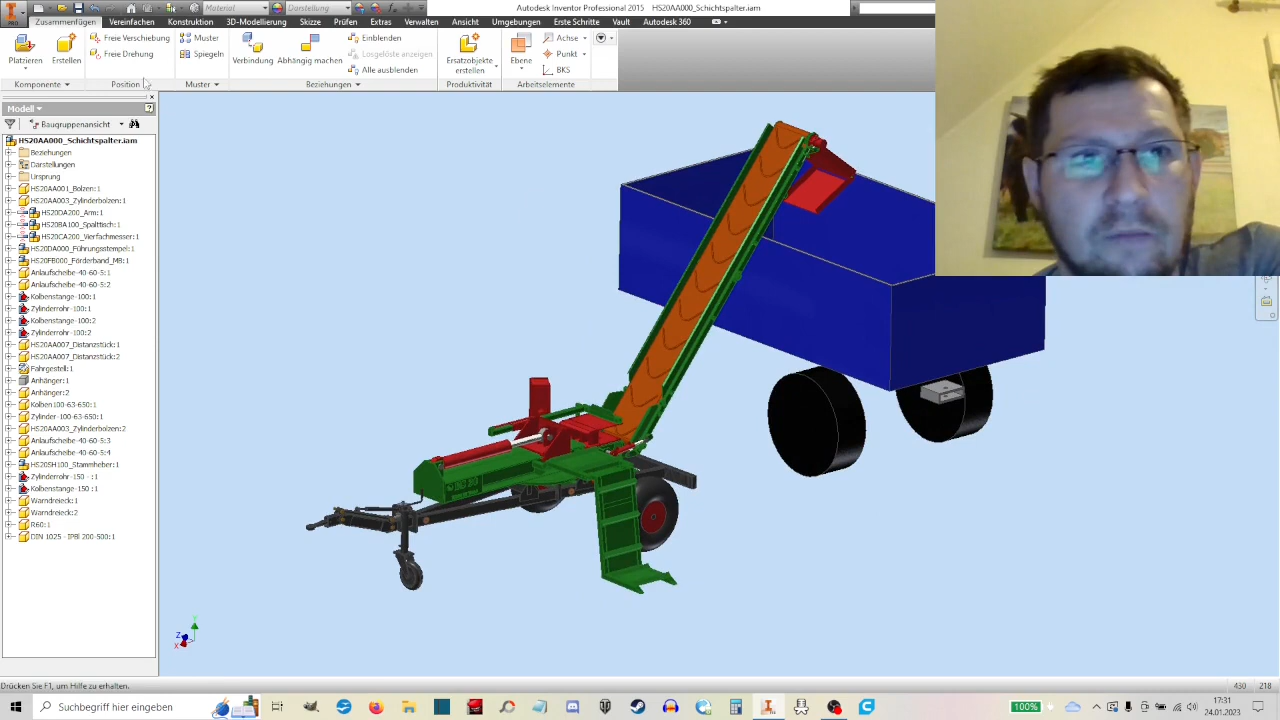 Material
Darstellung
Autodesk Inventor Professional 2015 HS20AA000_Schichtspalter.iam
Zusammenfügen Vereinfachen Konstruktion 3D-Modellierung Skizze Prüfen Extras Verwalten Ansicht Umgebungen Erste Schritte Vault Autodesk 360
Platzieren
Erstellen
Freie Verschiebung
Freie Drehung
Muster
Spiegeln
Verbindung
Abhängig machen
Einblenden
Losgelöste anzeigen
Alle ausblenden
Ersatzobjekte
erstellen
Ebene
Achse
Punkt
BKS
Komponente Position Muster Beziehungen Produktivität Arbeitselemente
Modell
Baugruppenansicht
HS20AA000_Schichtspalter.iam
Beziehungen
Darstellungen
Ursprung
HS20AA001_Bolzen:1
HS20AA003_Zylinderbolzen:1
HS20DA200_Arm:1
HS20BA100_Spalttisch:1
HS20CA200_Vierfachmesser:1
HS20DA000_Führungsstempel:1
HS20FB000_Förderband_MB:1
Anlaufscheibe-40-60-5:1
Anlaufscheibe-40-60-5:2
Kolbenstange-100:1
Zylinderrohr-100:1
Kolbenstange-100:2
Zylinderrohr-100:2
HS20AA007_Distanzstück:1
HS20AA007_Distanzstück:2
Fahrgestell:1
Anhänger:1
Anhänger:2
Kolben100-63-650:1
Zylinder-100-63-650:1
HS20AA003_Zylinderbolzen:2
Anlaufscheibe-40-60-5:3
Anlaufscheibe-40-60-5:4
HS20SH100_Stammheber:1
Zylinderrohr-150 - :1
Kolbenstange-150 :1
Warndreieck:1
Warndreieck:2
R60:1
DIN 1025 - IPBl 200-500:1
Z
Y
X
Drücken Sie F1, um Hilfe zu erhalten.
430 218
Suchbegriff hier eingeben
100%
17:31
24.01.2023